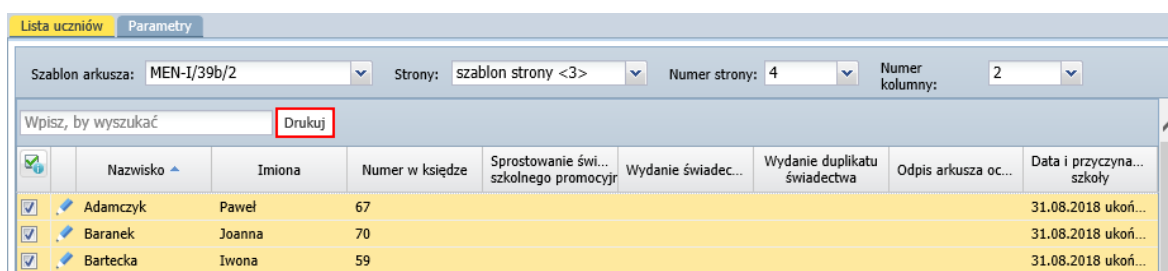 Lista uczniów Parametry
Szablon arkusza: MEN-I/39b/2 Strony: szablon strony <3> Numer strony: 4 Numer kolumny: 2
Wpisz, by wyszukać Drukuj
Nazwisko Imiona Numer w księdze Sprostowanie świ... szkolnego promocyjr Wydanie świadec... Wydanie duplikatu świadectwa Odpis arkusza oc... Data i przyczyna... szkoły
Adamczyk Paweł 67 31.08.2018 ukoń...
Baranek Joanna 70 31.08.2018 ukoń...
Bartecka Iwona 59 31.08.2018 ukoń...